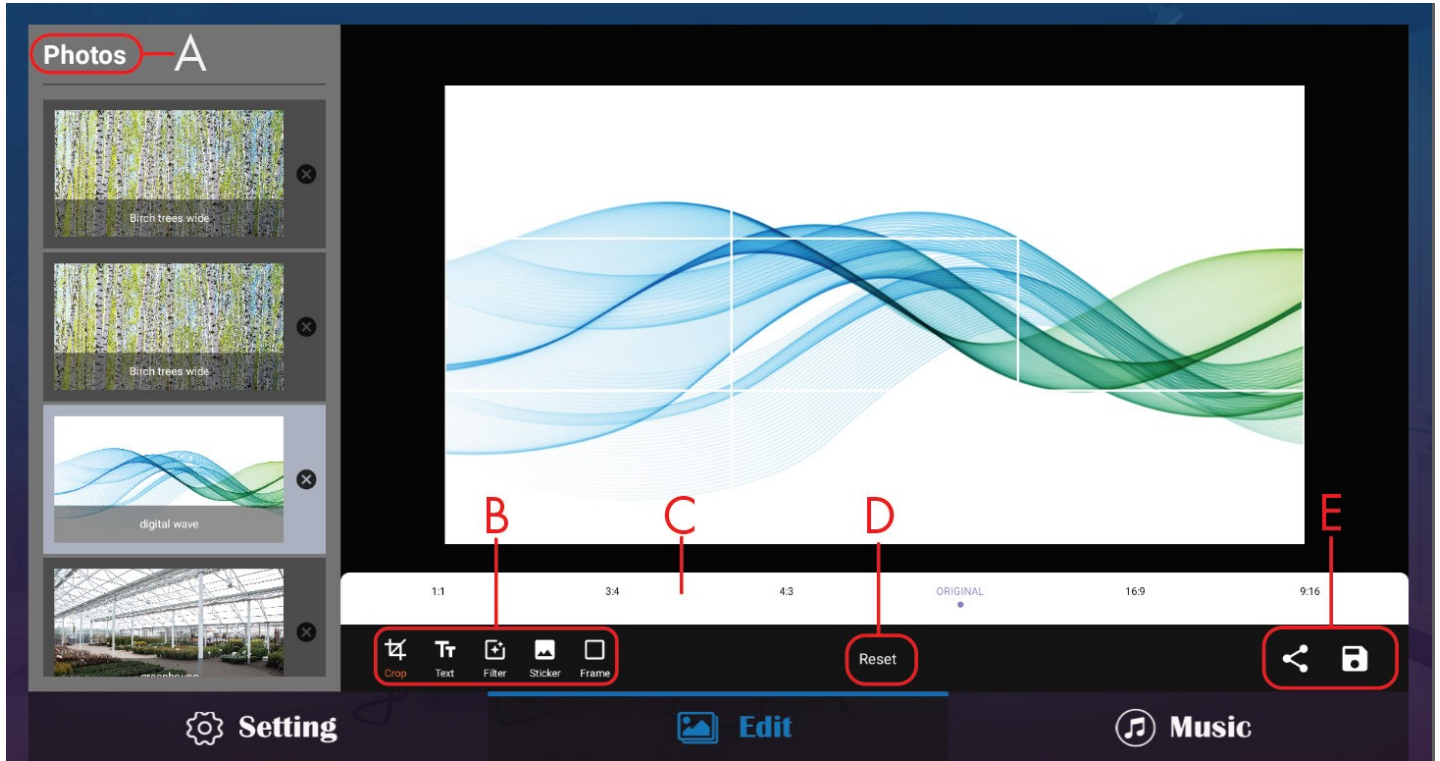 Photos
A
Birch trees wide
Birch trees wide
digital wave
greenhouse
B
C
D
E
1:1
3:4
4:3
ORIGINAL
16:9
9:16
Crop
Text
Filter
Sticker
Frame
Reset
Setting
Edit
Music